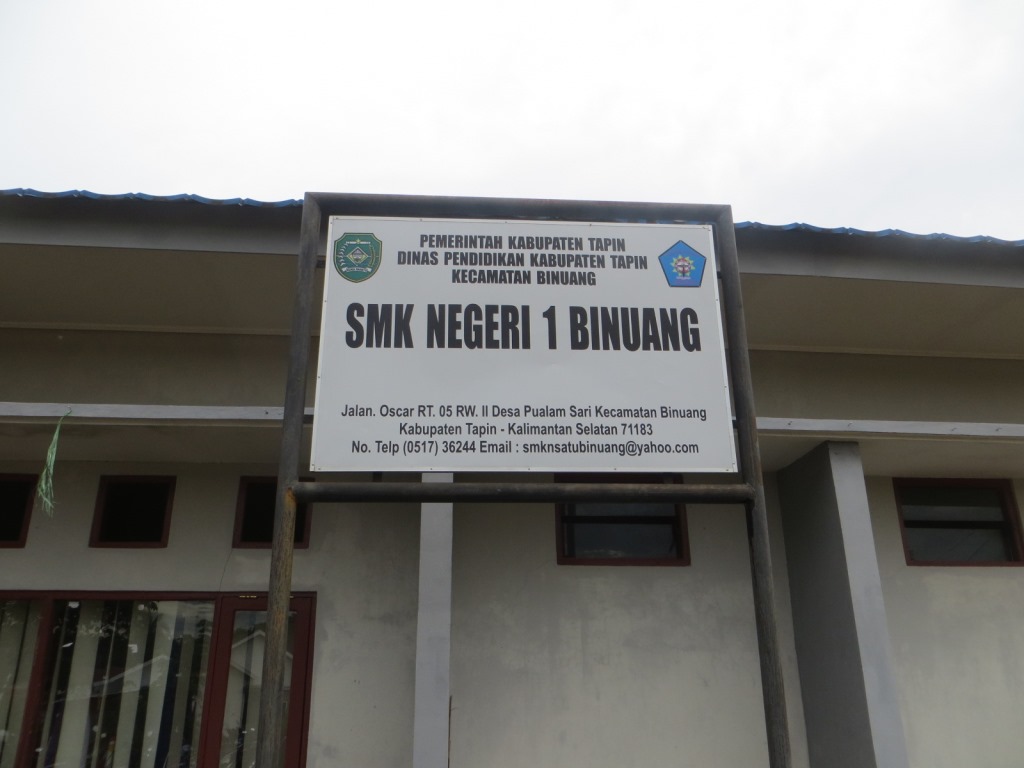 PEMERINTAH KABUPATEN TAPIN
DINAS PENDIDIKAN KABUPATEN TAPIN
KECAMATAN BINUANG
SMK NEGERI 1 BINUANG
Jalan. Oscar RT. 05 RW. II Desa Pualam Sari Kecamatan Binuang
Kabupaten Tapin - Kalimantan Selatan 71183
No. Telp (0517) 36244 Email : smknsatubinuang@yahoo.com